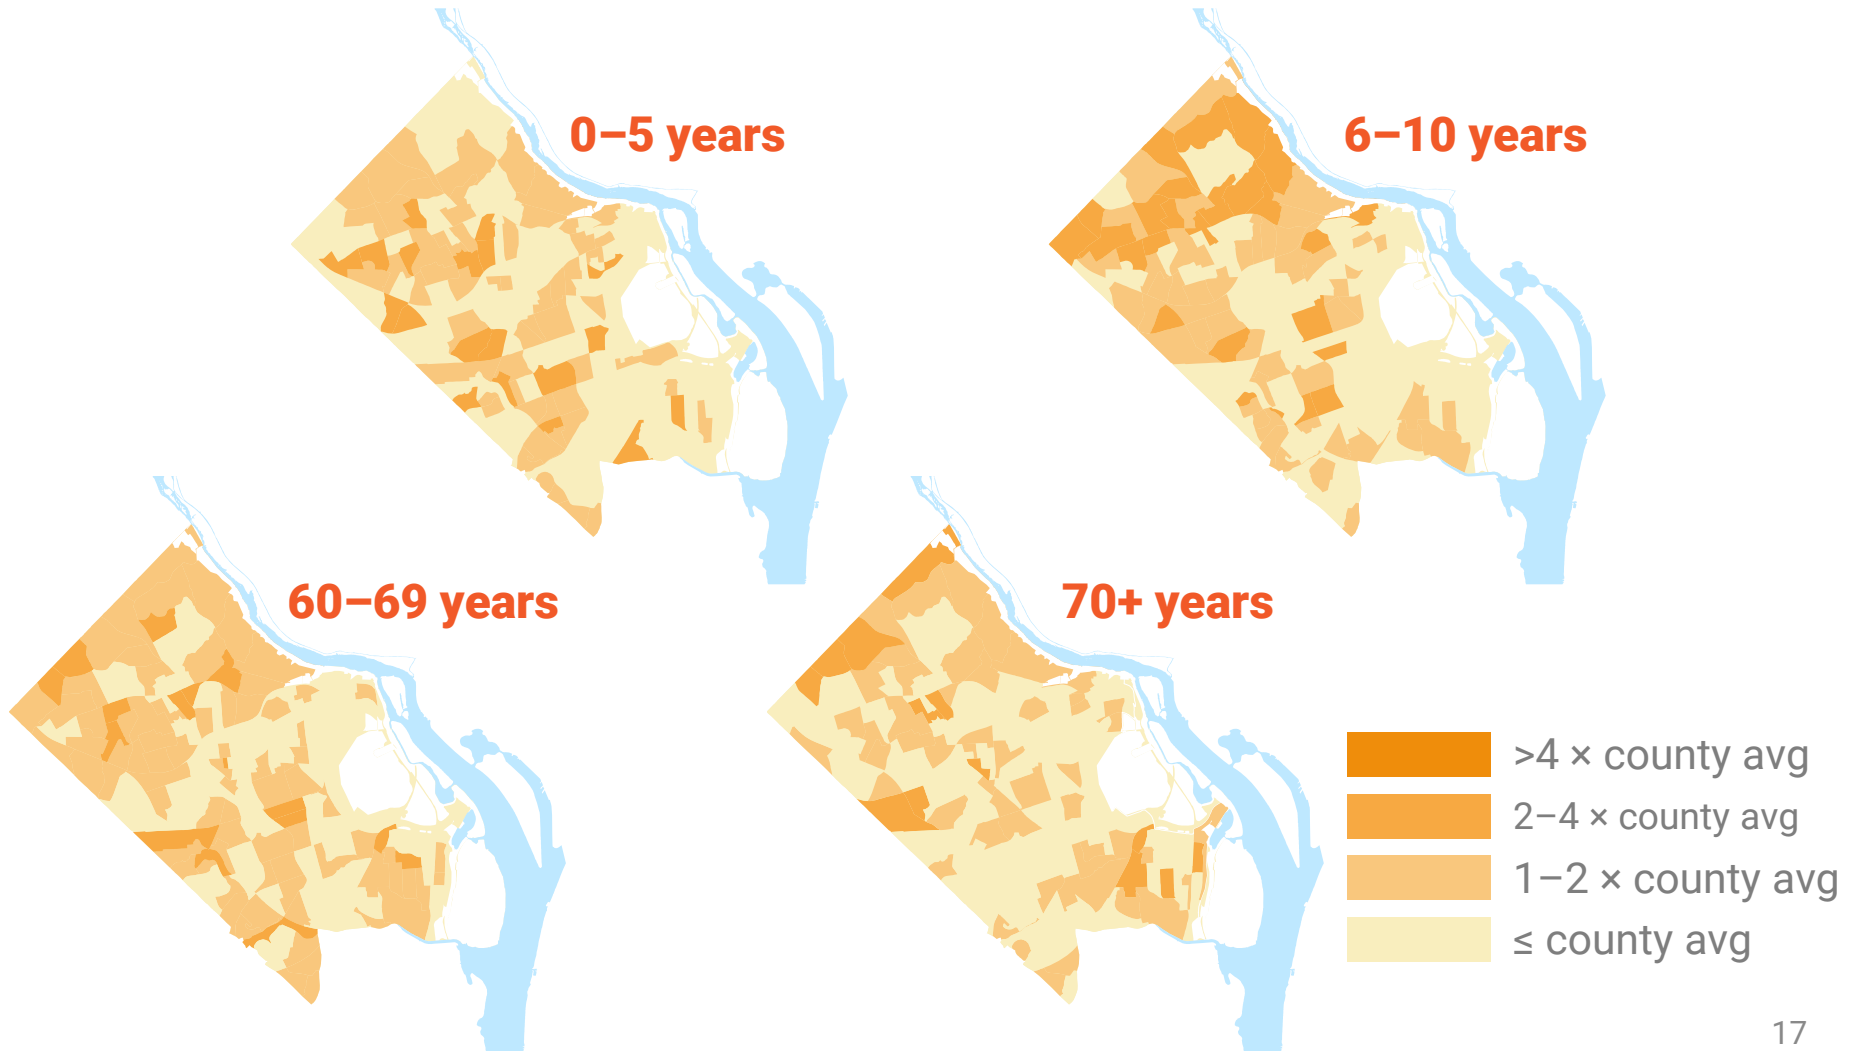 0–5 years
6–10 years
60–69 years
70+ years
>4 × county avg
2–4 × county avg
1–2 × county avg
≤ county avg
17